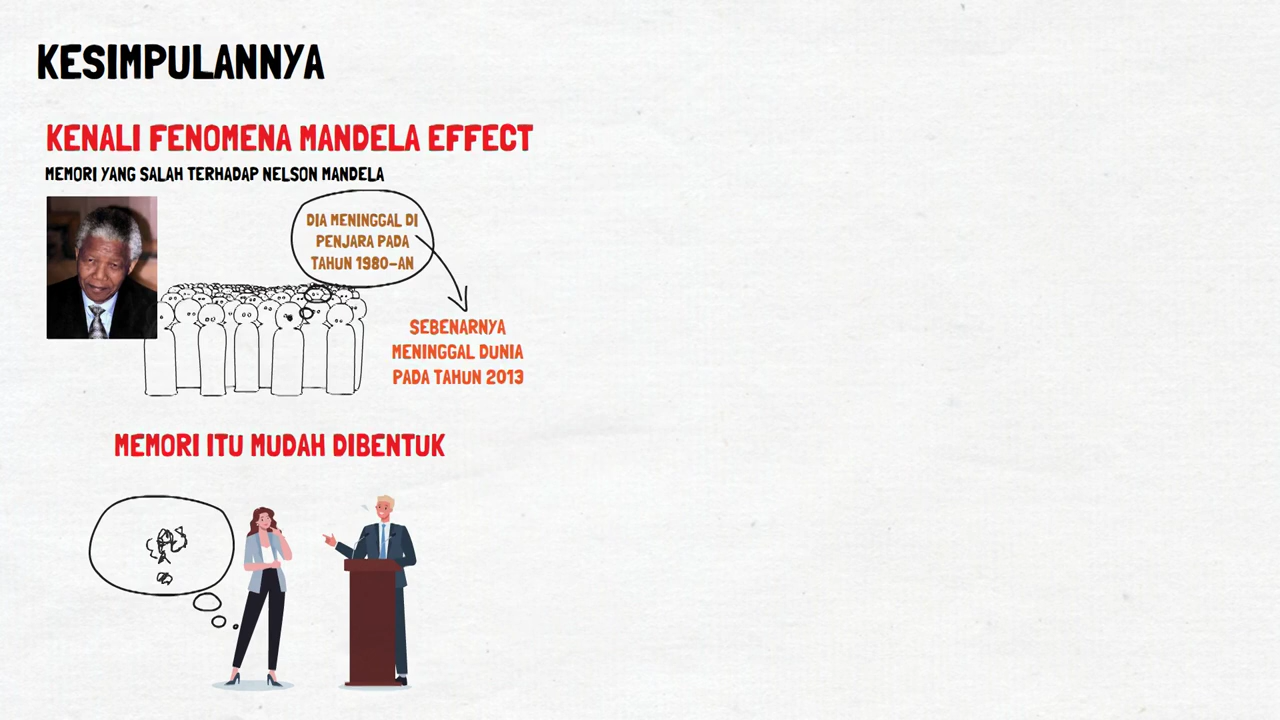 KESIMPULANNYA
KENALI FENOMENA MANDELA EFFECT
MEMORI YANG SALAH TERHADAP NELSON MANDELA
DIA MENINGGAL DI
PENJARA PADA
TAHUN 1980-AN
SEBENARNYA
MENINGGAL DUNIA
PADA TAHUN 2013
MEMORI ITU MUDAH DIBENTUK